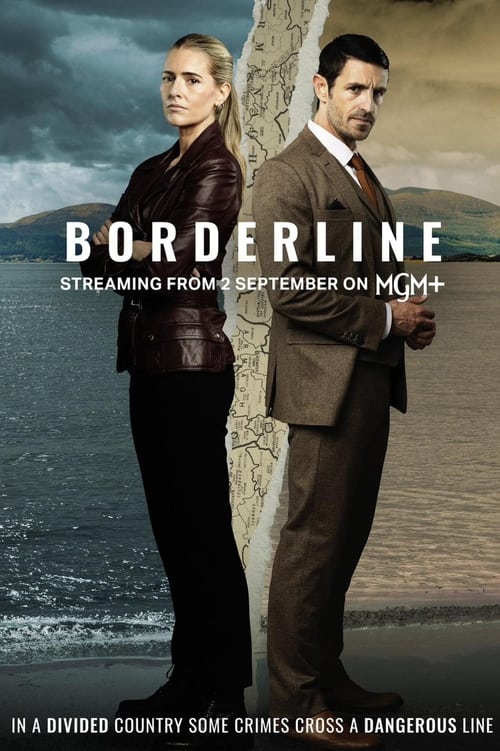 BORDERLINE
STREAMING FROM 2 SEPTEMBER ON MGM+
IN A DIVIDED COUNTRY SOME CRIMES CROSS A DANGEROUS LINE